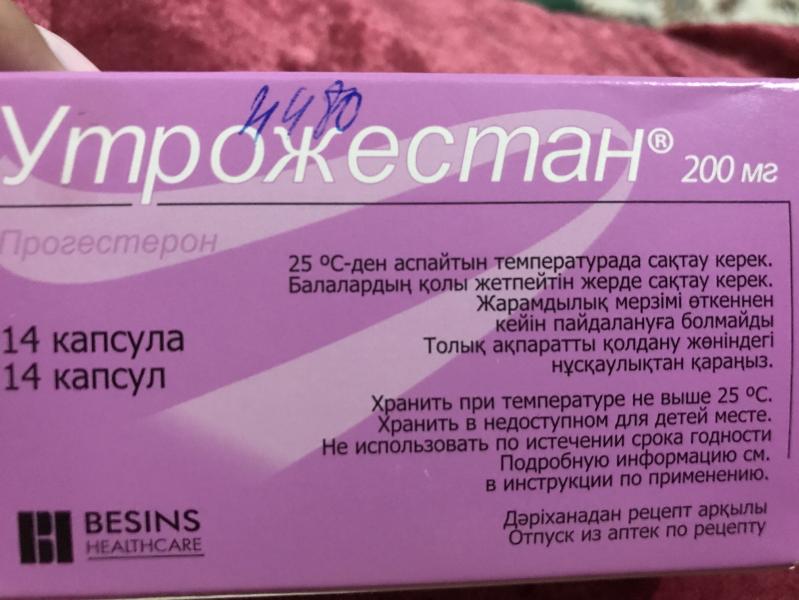 4480
Утрожестан® 200 мг
Прогестерон
25 ºС-ден аспайтын температурада сақтау керек.
Балалардың қолы жетпейтін жерде сақтау керек.
Жарамдылық мерзімі өткеннен
кейін пайдалануға болмайды
Толық ақпаратты қолдану жөніндегі
нұсқаулықтан қараңыз.
14 капсула
14 капсул
Хранить при температуре не выше 25 ºС.
Хранить в недоступном для детей месте.
Не использовать по истечении срока годности
Подробную информацию см.
в инструкции по применению.
BESINS
HEALTHCARE
Дәріханадан рецепт арқылы
Отпуск из аптек по рецепту